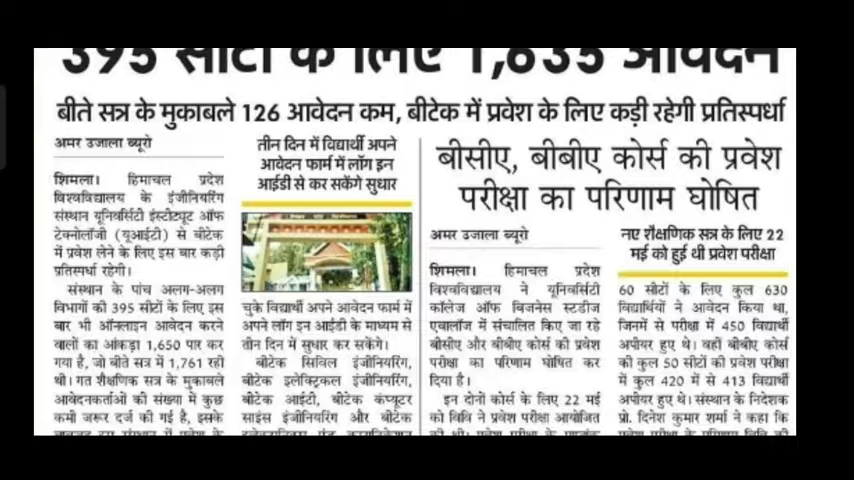 395 सीटों के लिए 1,635 आवेदन
बीते सत्र के मुकाबले 126 आवेदन कम, बीटेक में प्रवेश के लिए कड़ी रहेगी प्रतिस्पर्धा
अमर उजाला ब्यूरो
शिमला। हिमाचल प्रदेश
विश्वविद्यालय के इंजीनियरिंग
संस्थान यूनिवर्सिटी इंस्टीट्यूट ऑफ
टेक्नोलॉजी (यूआईटी) से बीटेक
में प्रवेश लेने के लिए इस बार कड़ी
प्रतिस्पर्धा रहेगी।
संस्थान के पांच अलग-अलग
विभागों की 395 सीटों के लिए इस
बार भी ऑनलाइन आवेदन करने
वालों का आंकड़ा 1,650 पार कर
गया है, जो बीते सत्र में 1,761 रही
थी। गत शैक्षणिक सत्र के मुकाबले
आवेदनकर्ताओं की संख्या में कुछ
कमी जरूर दर्ज की गई है, इसके
तीन दिन में विद्यार्थी अपने
आवेदन फार्म में लॉग इन
आईडी से कर सकेंगे सुधार
चुके विद्यार्थी अपने आवेदन फार्म में
अपने लॉग इन आईडी के माध्यम से
तीन दिन में सुधार कर सकेंगे।
बीटेक सिविल इंजीनियरिंग,
बीटेक इलेक्ट्रिकल इंजीनियरिंग,
बीटेक आईटी, बीटेक कंप्यूटर
साइंस इंजीनियरिंग और बीटेक
बीसीए, बीबीए कोर्स की प्रवेश
परीक्षा का परिणाम घोषित
अमर उजाला ब्यूरो
शिमला। हिमाचल प्रदेश
विश्वविद्यालय ने यूनिवर्सिटी
कॉलेज ऑफ बिजनेस स्टडीज
एवालॉज में संचालित किए जा रहे
बीसीए और बीबीए कोर्स की प्रवेश
परीक्षा का परिणाम घोषित कर
दिया है।
इन दोनों कोर्स के लिए 22 मई
को विवि ने प्रवेश परीक्षा आयोजित
नए शैक्षणिक सत्र के लिए 22
मई को हुई थी प्रवेश परीक्षा
60 सीटों के लिए कुल 630
विद्यार्थियों ने आवेदन किया था,
जिनमें से परीक्षा में 450 विद्यार्थी
अपीयर हुए थे। वहीं बीबीए कोर्स
की कुल 50 सीटों की प्रवेश परीक्षा
में कुल 420 में से 413 विद्यार्थी
अपीयर हुए थे। संस्थान के निदेशक
प्रो. दिनेश कुमार शर्मा ने कहा कि